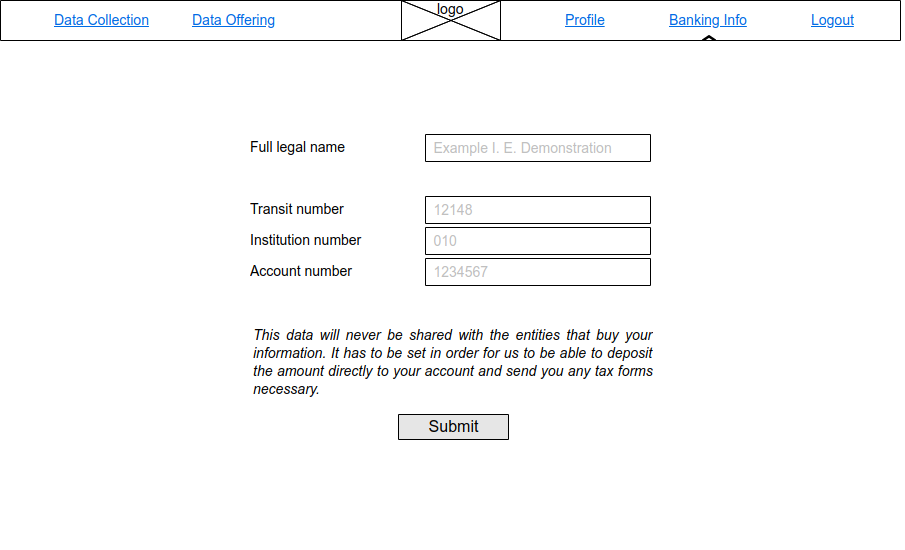 Data Collection Data Offering logo Profile Banking Info Logout
Full legal name Example I. E. Demonstration
Transit number 12148
Institution number 010
Account number 1234567
This data will never be shared with the entities that buy your
information. It has to be set in order for us to be able to deposit
the amount directly to your account and send you any tax forms
necessary.
Submit